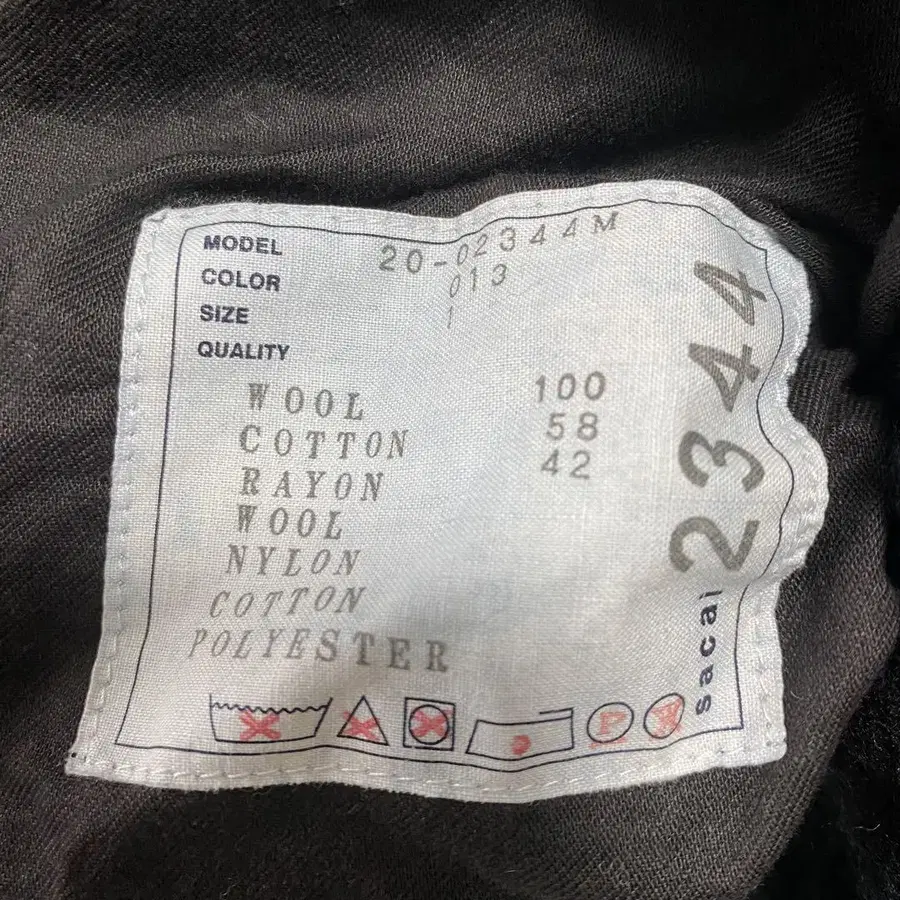 MODEL 20-02344M
COLOR 013
SIZE 1
QUALITY
WOOL 100
COTTON 58
RAYON 42
WOOL
NYLON
COTTON
POLYESTER
P
W
sacai 2344